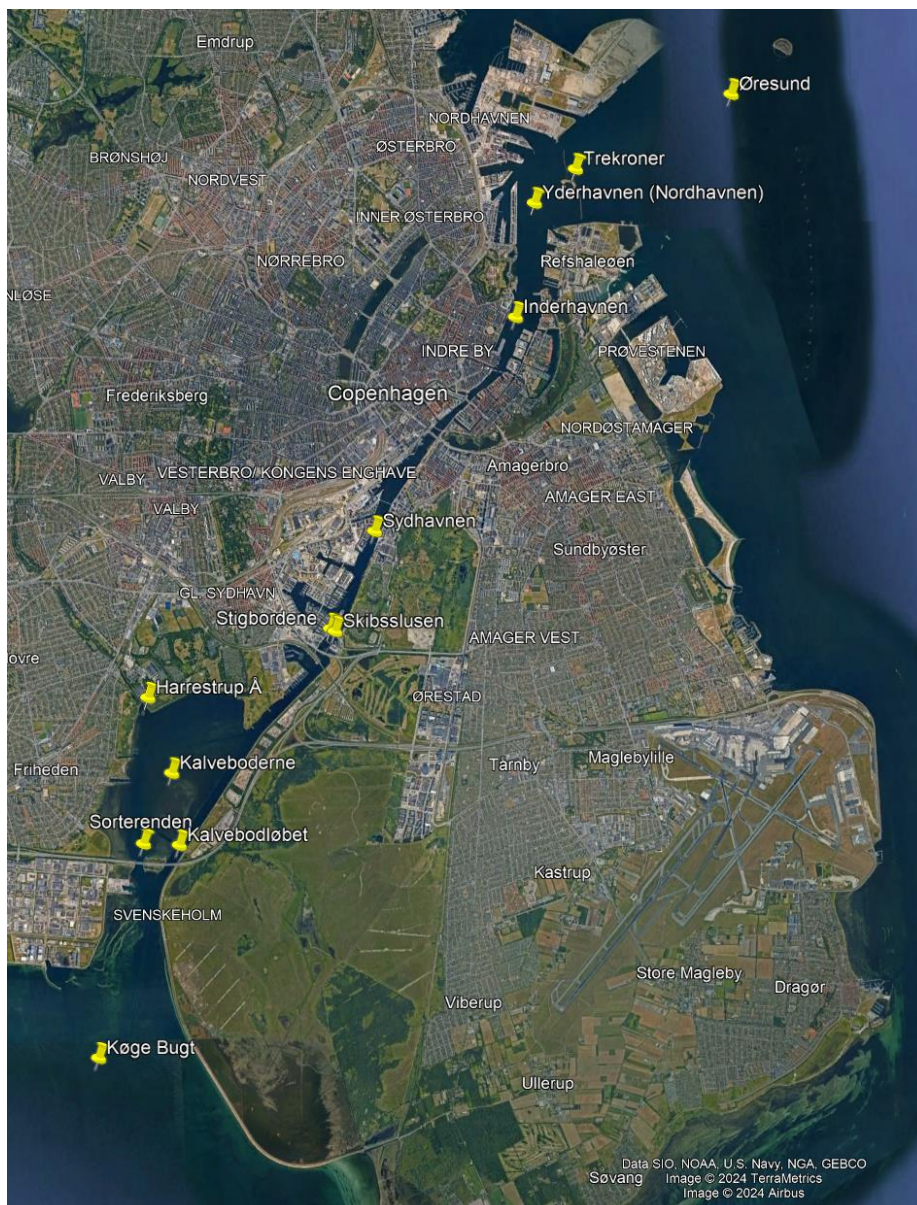 Emdrup
Øresund
NORDHAVNEN
ØSTERBRO
BRØNSHØJ
Trekroner
NORDVEST
Yderhavnen (Nordhavnen)
INNER ØSTERBRO
NØRREBRO
Refshaleøen
NLØSE
Inderhavnen
INDRE BY
PRØVESTENEN
Frederiksberg
Copenhagen
NORDØSTAMAGER
VALBY
VESTERBRO/ KONGENS ENGHAVE
Amagerbro
AMAGER EAST
VALBY
Sydhavnen
Sundbyøster
GL. SYDHAVN
Stigbordene
Skibsslusen
AMAGER VEST
ovre
Harrestrup Å
ØRESTAD
Friheden
Kalveboderne
Tårnby
Maglebylille
Sorterenden
Kalvebodløbet
Kastrup
SVENSKEHOLM
Store Magleby
Dragør
Viberup
Køge Bugt
Ullerup
Søvang
Data SIO, NOAA, U.S. Navy, NGA, GEBCO
Image © 2024 TerraMetrics
Image © 2024 Airbus